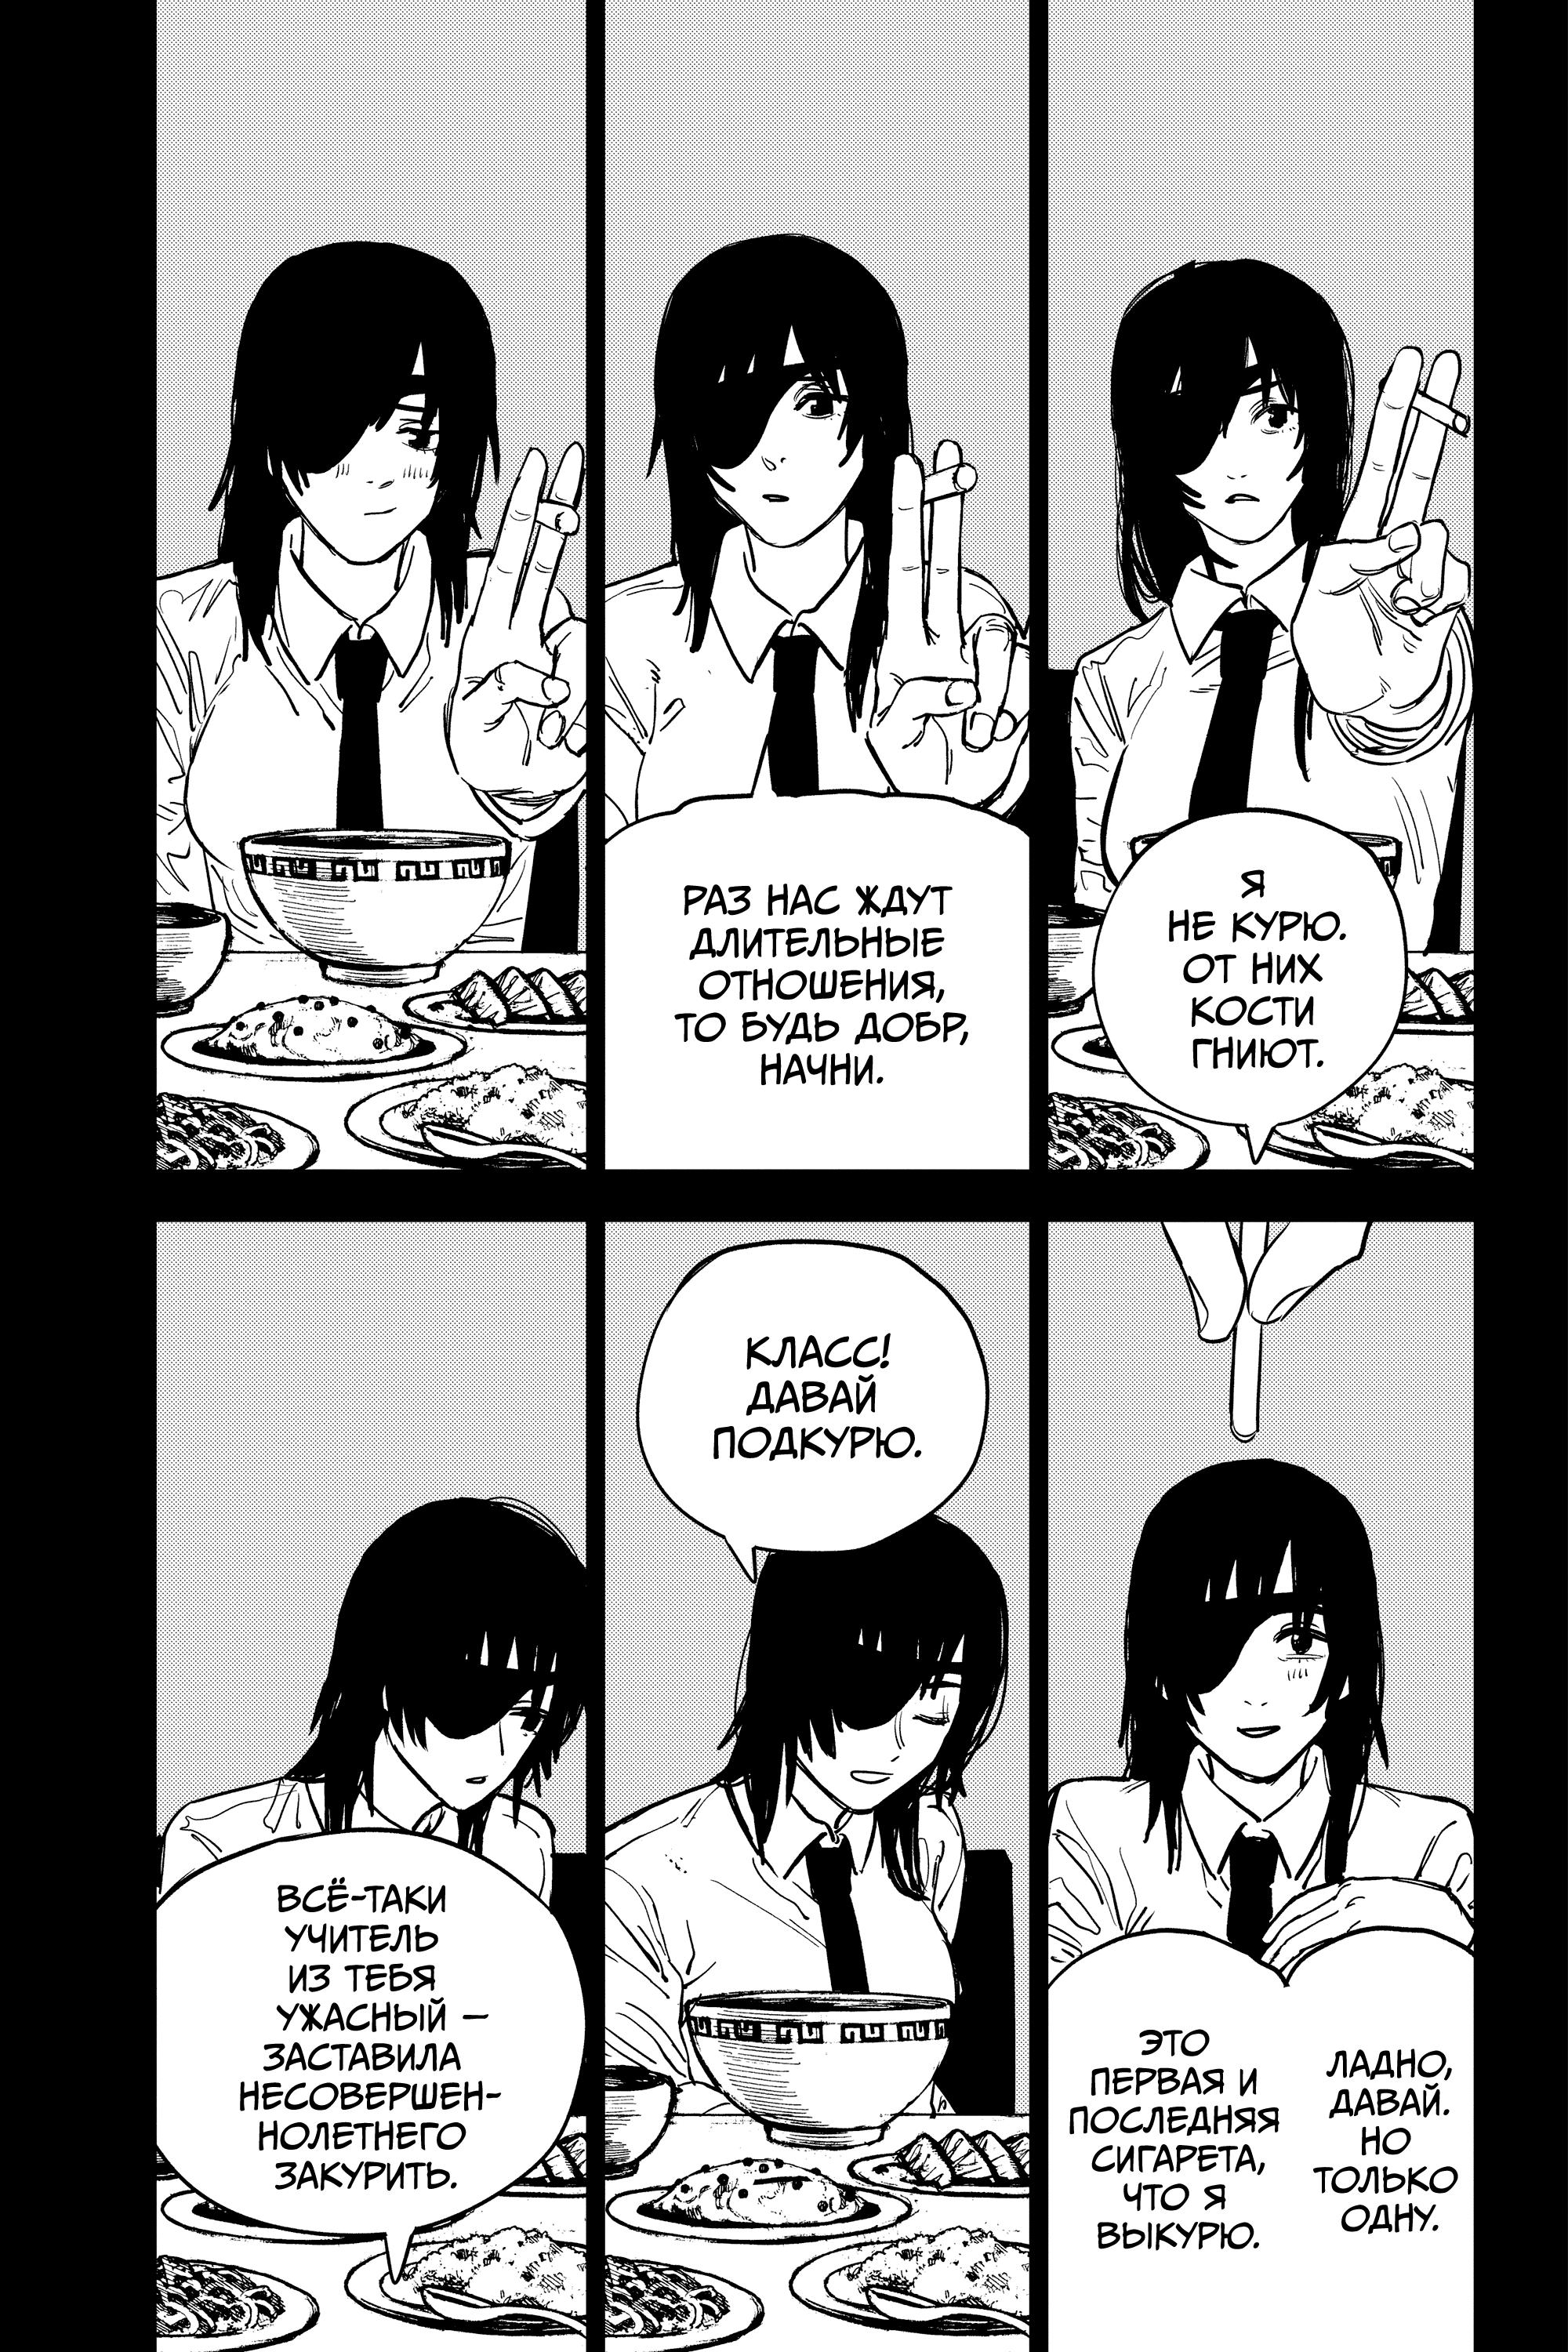 Я
НЕ КУРЮ.
ОТ НИХ
КОСТИ
ГНИЮТ.
РАЗ НАС ЖДУТ
ДЛИТЕЛЬНЫЕ
ОТНОШЕНИЯ,
ТО БУДЬ ДОБР,
НАЧНИ.
ЛАДНО,
ДАВАЙ.
НО
ТОЛЬКО
ОДНУ.
ЭТО
ПЕРВАЯ И
ПОСЛЕДНЯЯ
СИГАРЕТА,
ЧТО Я
ВЫКУРЮ.
КЛАСС!
ДАВАЙ
ПОДКУРЮ.
ВСЁ-ТАКИ
УЧИТЕЛЬ
ИЗ ТЕБЯ
УЖАСНЫЙ –
ЗАСТАВИЛА
НЕСОВЕРШЕН-
НОЛЕТНЕГО
ЗАКУРИТЬ.